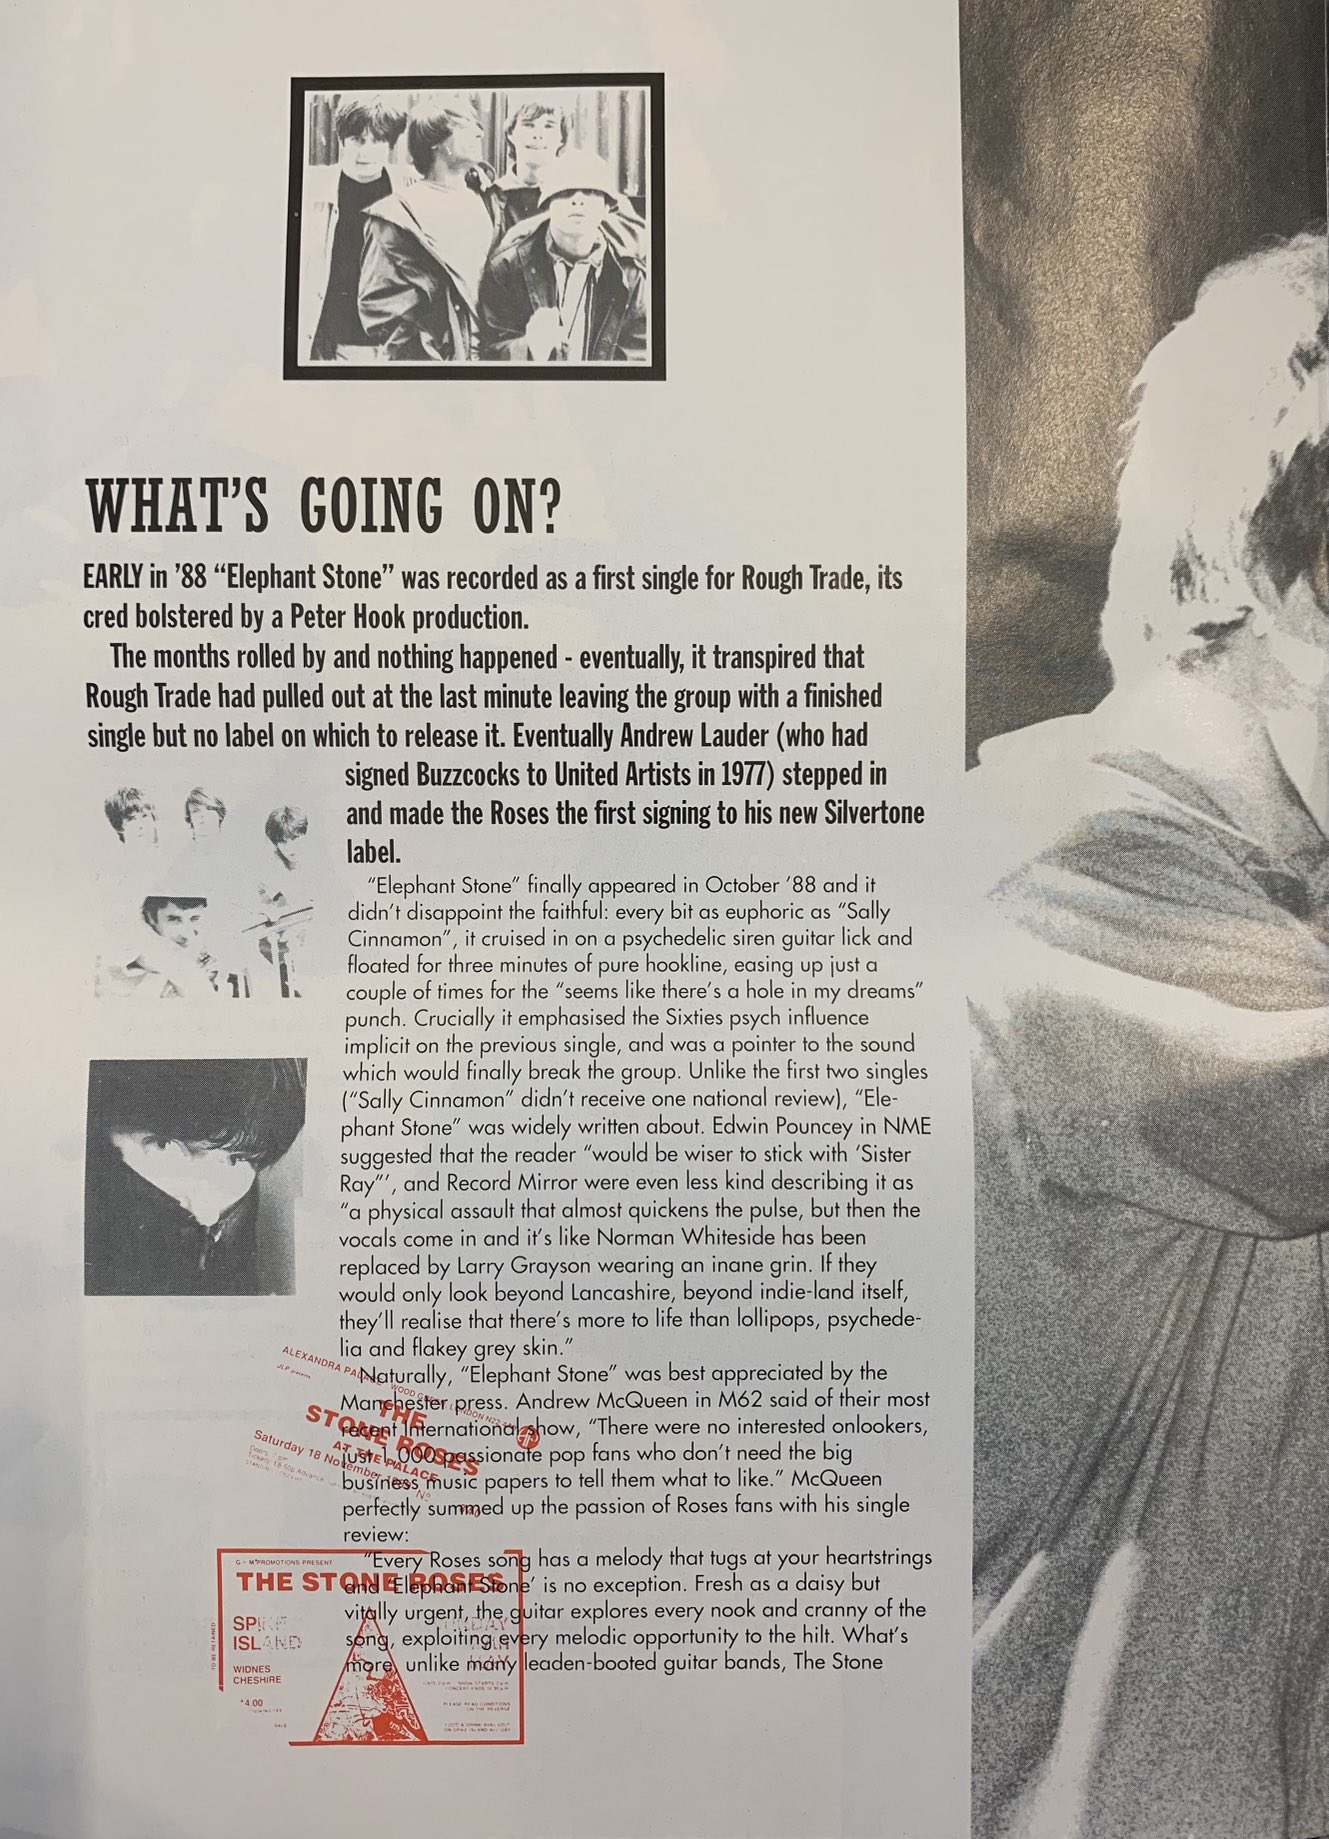 WHAT'S GOING ON?
EARLY in '88 “Elephant Stone” was recorded as a first single for Rough Trade, its
cred bolstered by a Peter Hook production.
The months rolled by and nothing happened - eventually, it transpired that
Rough Trade had pulled out at the last minute leaving the group with a finished
single but no label on which to release it. Eventually Andrew Lauder (who had
signed Buzzcocks to United Artists in 1977) stepped in
and made the Roses the first signing to his new Silvertone
label.
“Elephant Stone” finally appeared in October '88 and it
didn't disappoint the faithful: every bit as euphoric as “Sally
Cinnamon”, it cruised in on a psychedelic siren guitar lick and
floated for three minutes of pure hookline, easing up just a
couple of times for the “seems like there's a hole in my dreams”
punch. Crucially it emphasised the Sixties psych influence
implicit on the previous single, and was a pointer to the sound
which would finally break the group. Unlike the first two singles
(“Sally Cinnamon” didn't receive one national review), “Ele-
phant Stone” was widely written about. Edwin Pouncey in NME
suggested that the reader “would be wiser to stick with ‘Sister
Ray”’, and Record Mirror were even less kind describing it as
“a physical assault that almost quickens the pulse, but then the
vocals come in and it's like Norman Whiteside has been
replaced by Larry Grayson wearing an inane grin. If they
would only look beyond Lancashire, beyond indie-land itself,
they'll realise that there's more to life than lollipops, psychede-
lia and flakey grey skin.”
Naturally, “Elephant Stone” was best appreciated by the
Manchester press. Andrew McQueen in M62 said of their most
recent International show, “There were no interested onlookers,
just 1,000 passionate pop fans who don't need the big
business music papers to tell them what to like.” McQueen
perfectly summed up the passion of Roses fans with his single
review:
“Every Roses song has a melody that tugs at your heartstrings
and ‘Elephant Stone’ is no exception. Fresh as a daisy but
vitally urgent, the guitar explores every nook and cranny of the
song, exploiting every melodic opportunity to the hilt. What's
more, unlike many leaden-booted guitar bands, The Stone
ALEXANDRA PALACE WOOD GREEN LONDON N22
JLP presents
THE
STONE ROSES
AT THE PALACE
Saturday 18 November
Nº
G + M PROMOTIONS PRESENT
THE STONE ROSES
SPIKE
ISLAND
WIDNES
CHESHIRE
TO BE RETAINED
4.00
MAY
PLEASE READ CONDITIONS
ON THE REVERSE